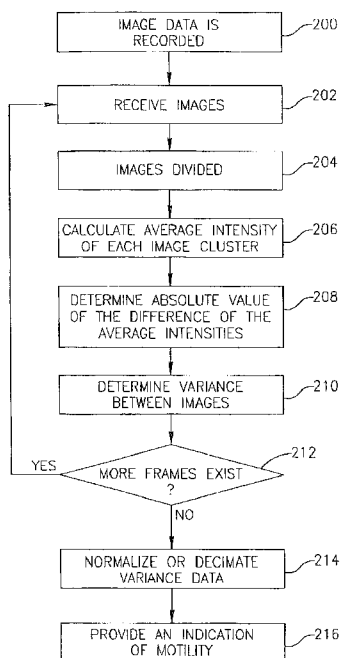 IMAGE DATA IS
RECORDED
200
RECEIVE IMAGES
202
IMAGES DIVIDED
204
CALCULATE AVERAGE INTENSITY
OF EACH IMAGE CLUSTER
206
DETERMINE ABSOLUTE VALUE
OF THE DIFFERENCE OF THE
AVERAGE INTENSITIES
208
DETERMINE VARIANCE
BETWEEN IMAGES
210
YES
MORE FRAMES EXIST
?
212
NO
NORMALIZE OR DECIMATE
VARIANCE DATA
214
PROVIDE AN INDICATION
OF MOTILITY
216